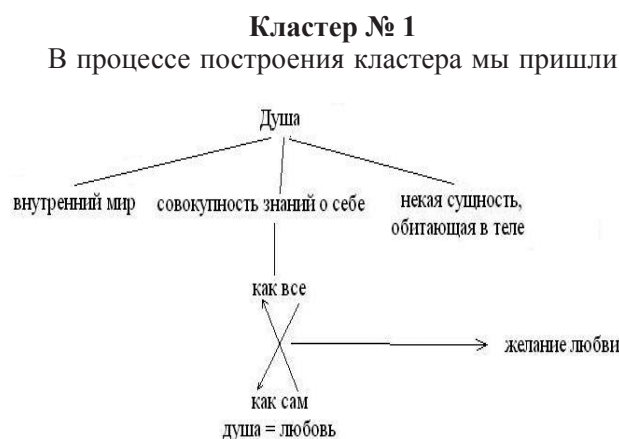 Кластер № 1
В процессе построения кластера мы пришли
Душа
внутренний мир
совокупность знаний о себе
некая сущность,
обитающая в теле
как все
желание любви
как сам
душа = любовь